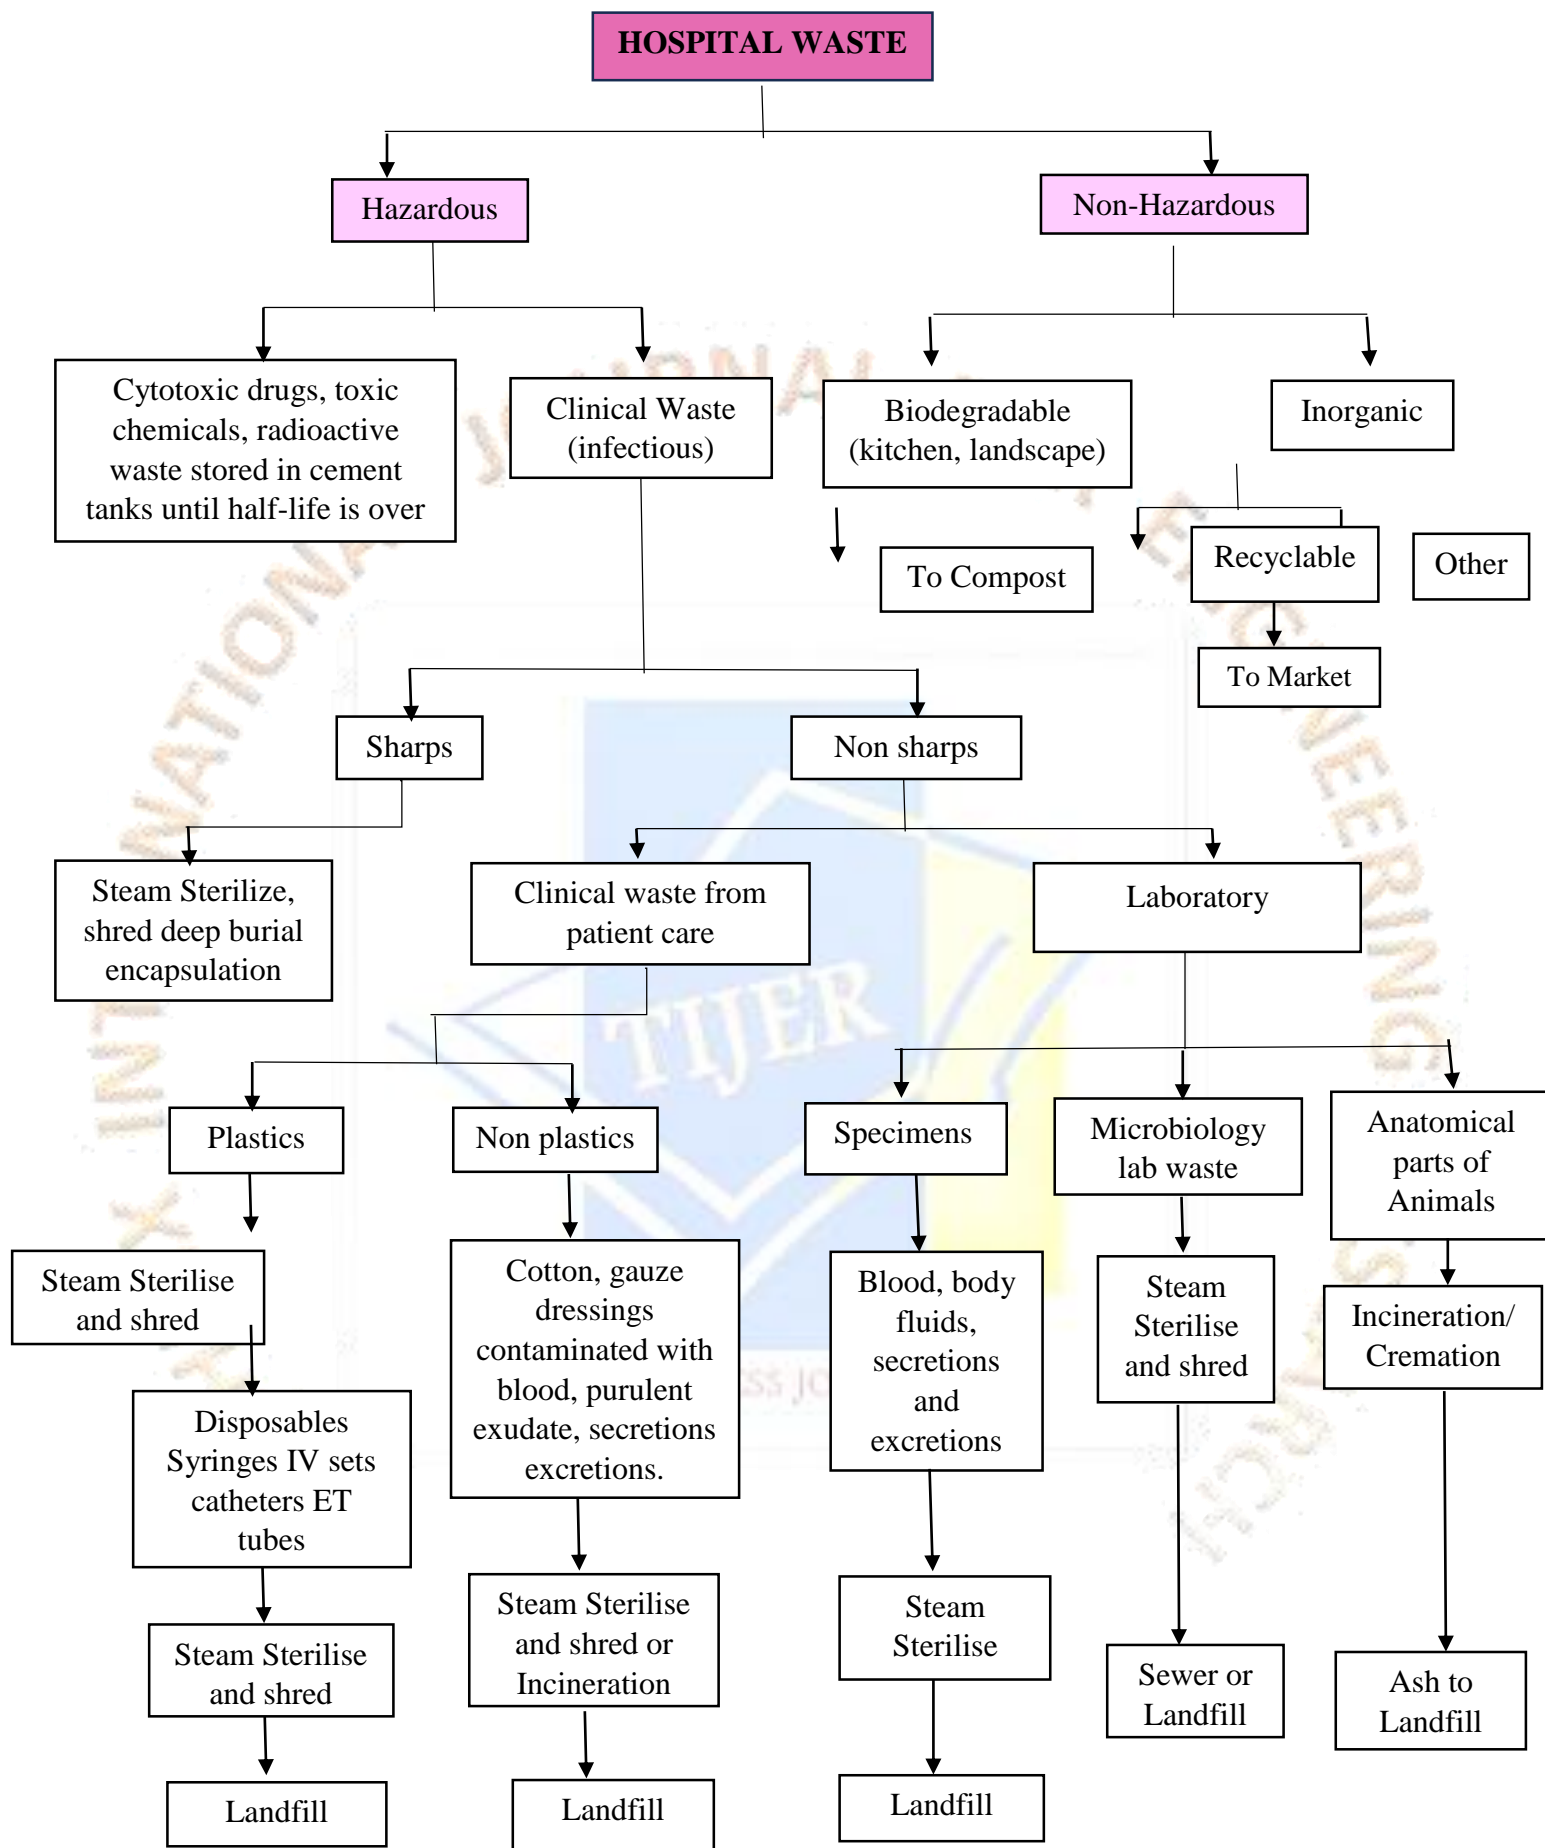 HOSPITAL WASTE
Hazardous
Non-Hazardous
Cytotoxic drugs, toxic
chemicals, radioactive
waste stored in cement
tanks until half-life is over
Clinical Waste
(infectious)
Biodegradable
(kitchen, landscape)
Inorganic
To Compost
Recyclable
Other
To Market
Sharps
Non sharps
Steam Sterilize,
shred deep burial
encapsulation
Clinical waste from
patient care
Laboratory
TIJER
Plastics
Non plastics
Specimens
Microbiology
lab waste
Anatomical
parts of
Animals
Steam Sterilise
and shred
Cotton, gauze
dressings
contaminated with
blood, purulent
exudate, secretions
excretions.
Blood, body
fluids,
secretions
and
excretions
Steam
Sterilise
and shred
Incineration/
Cremation
Disposables
Syringes IV sets
catheters ET
tubes
Steam Sterilise
and shred
Steam Sterilise
and shred or
Incineration
Steam
Sterilise
Sewer or
Landfill
Ash to
Landfill
Landfill
Landfill
Landfill